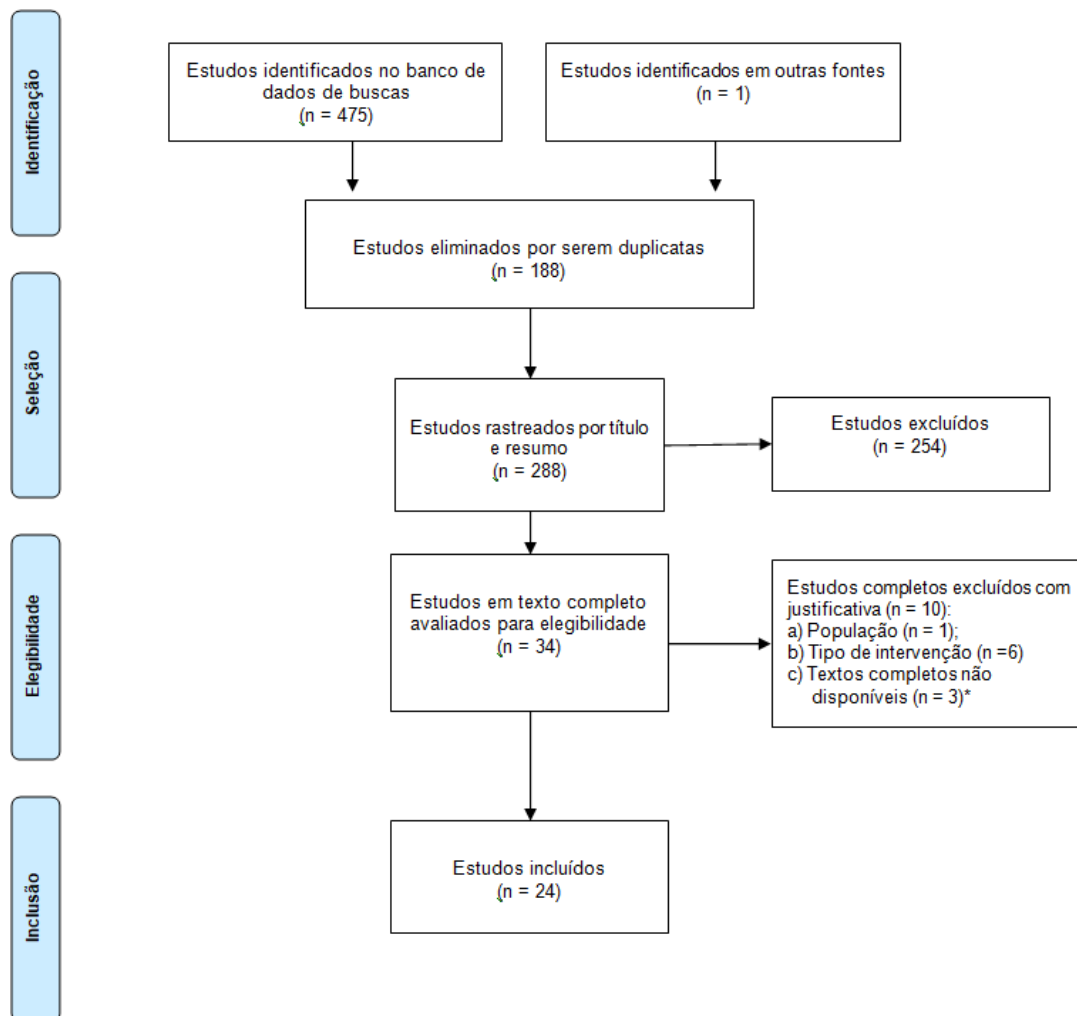 Identificação
Estudos identificados no banco de
dados de buscas
(n = 475)
Estudos identificados em outras fontes
(n = 1)
Estudos eliminados por serem duplicatas
(n = 188)
Seleção
Estudos rastreados por título
e resumo
(n = 288)
Estudos excluídos
(n = 254)
Elegibilidade
Estudos em texto completo
avaliados para elegibilidade
(n = 34)
Estudos completos excluídos com
justificativa (n = 10):
a) População (n = 1);
b) Tipo de intervenção (n =6)
c) Textos completos não
disponíveis (n = 3)*
Inclusão
Estudos incluídos
(n = 24)